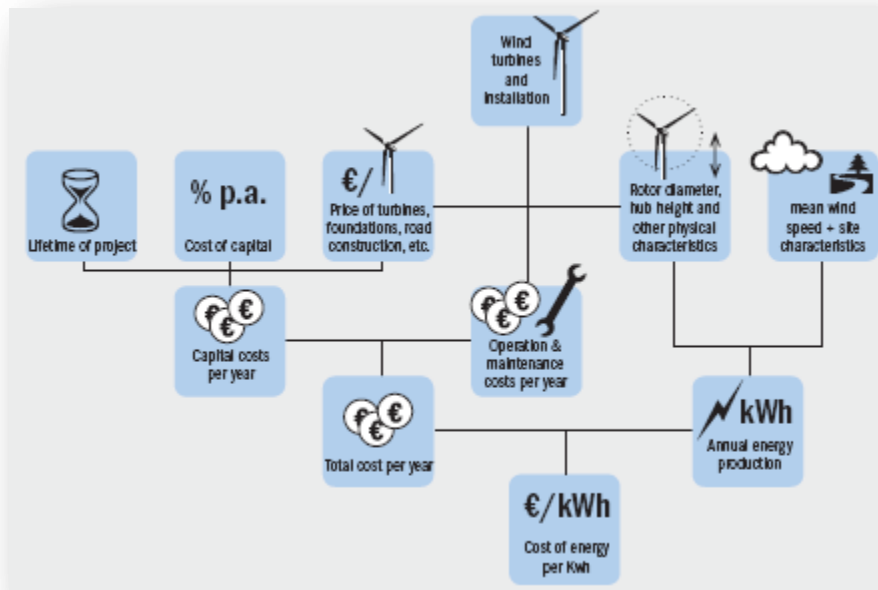 Wind
turbines
and
installation
€/
% p.a.
Lifetime of project
Cost of capital
Price of turbines,
foundations, road
construction, etc.
Rotor diameter,
hub height and
other physical
characteristics
mean wind
speed + site
characteristics
€ € €
Capital costs
per year
€ € €
Operation &
maintenance
costs per year
€ € €
Total cost per year
kWh
Annual energy
production
€/kWh
Cost of energy
per Kwh